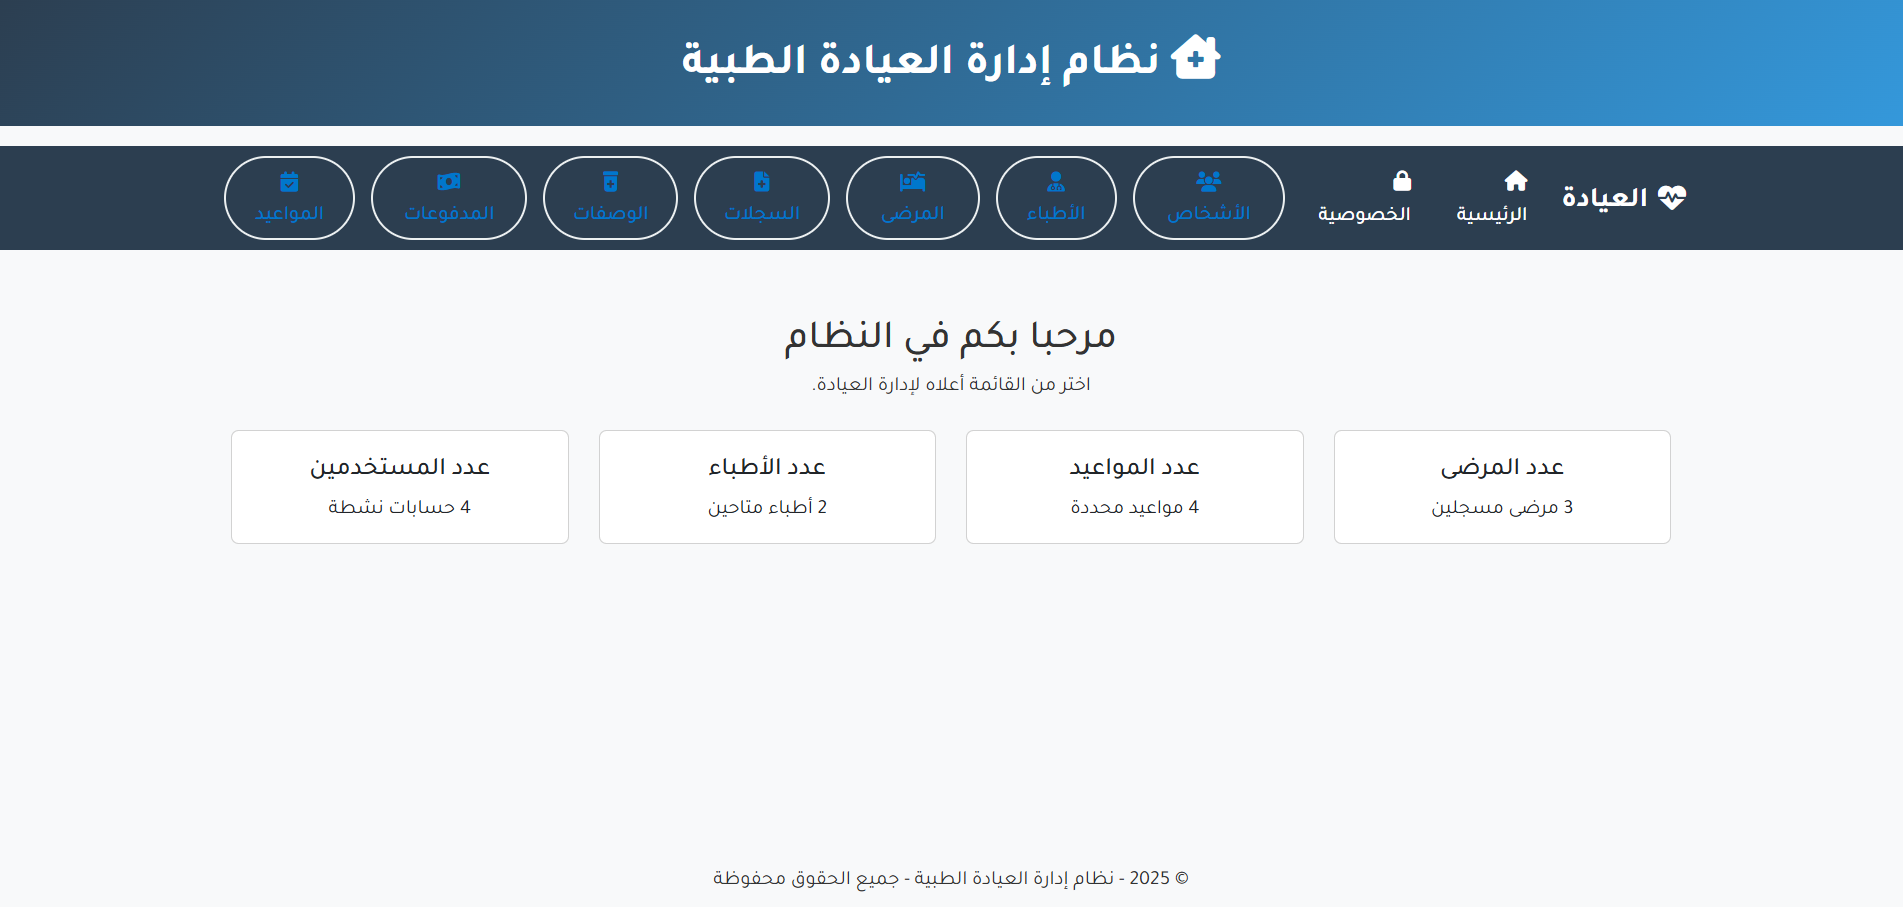 نظام إدارة العيادة الطبية
العيادة
الرئيسية
الخصوصية
الأشخاص
الأطباء
المرضى
السجلات
الوصفات
المدفوعات
المواعيد
مرحبا بكم في النظام
اختر من القائمة أعلاه لإدارة العيادة.
عدد المرضى
3 مرضى مسجلين
عدد المواعيد
4 مواعيد محددة
عدد الأطباء
2 أطباء متاحين
عدد المستخدمين
4 حسابات نشطة
© 2025 - نظام إدارة العيادة الطبية - جميع الحقوق محفوظة